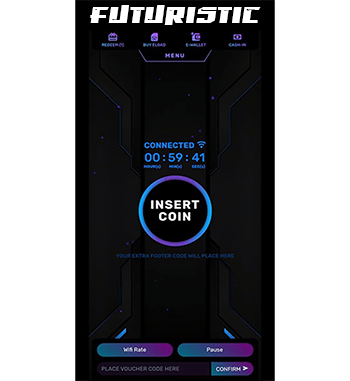 FUTURISTIC
REDEEM (1) BUY ELOAD E-WALLET CASH-IN
MENU
CONNECTED
00 : 59 : 41
HOUR(s) MIN(s) SEC(s)
INSERT
COIN
YOUR EXTRA FOOTER CODE WILL PLACE HERE
Wifi Rate Pause
PLACE VOUCHER CODE HERE CONFIRM